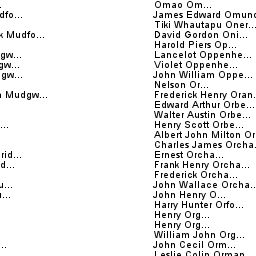 Omao Om...
dfo... James Edward Omund
Tiki Whautapu Oner...
k Mudfo... David Gordon Oni...
Harold Piers Op...
gw... Lancelot Oppenhe...
gw... Violet Oppenhe...
gw... John William Oppe...
Nelson Or...
n Mudgw... Frederick Henry Oran.
Edward Arthur Orbe...
Walter Austin Orbe...
... Henry Scott Orbe...
Albert John Milton Or
Charles James Orcha.
rid... Ernest Orcha...
d... Frank Henry Orcha...
Frederick Orcha...
u... John Wallace Orcha..
... John Henry O...
Harry Hunter Orfo...
Henry Org...
Henry Org...
William John Org...
... John Cecil Orm...
Leslie Colin Orman